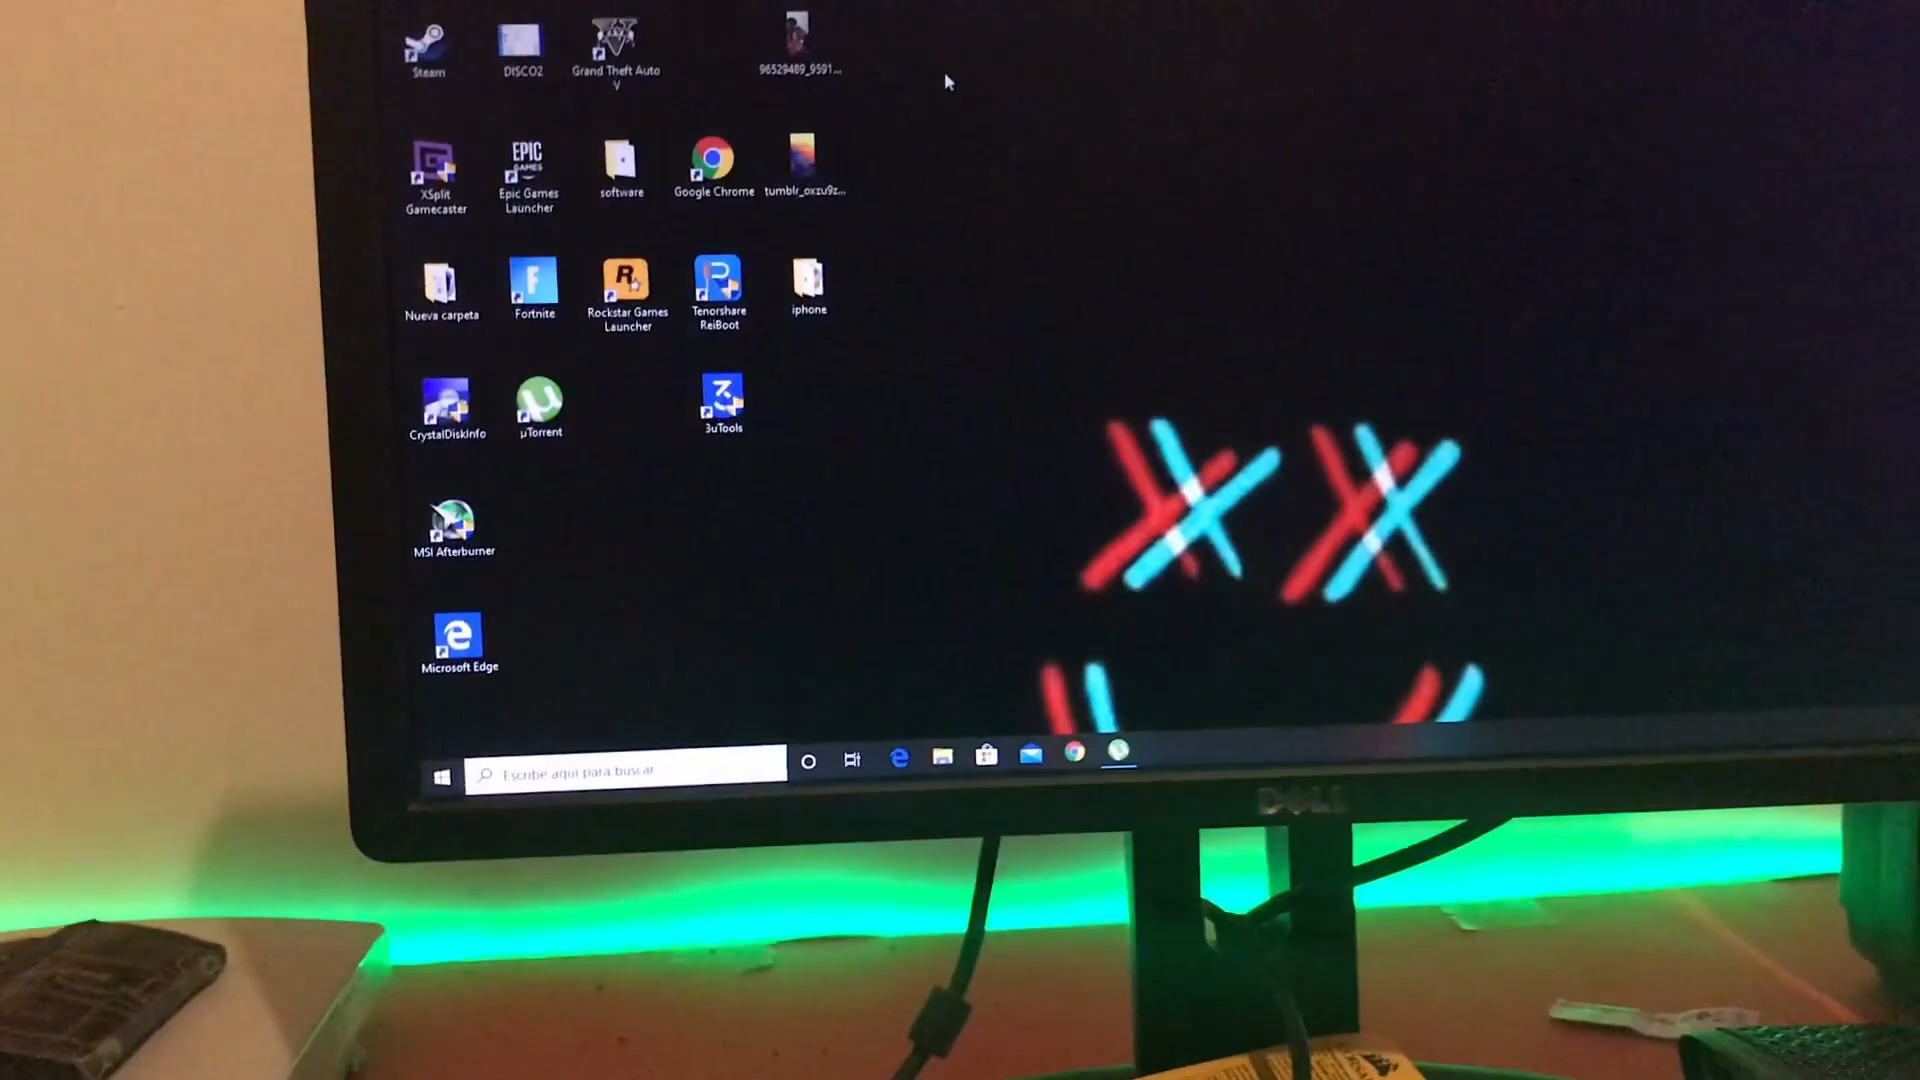 Steam
DISCO2
Grand Theft Auto
V
96529489_9591...
XSplit
Gamecaster
EPIC
GAMES
Epic Games
Launcher
software
Google Chrome
tumblr_oxzu9z...
Nueva carpeta
F
Fortnite
R
Rockstar Games
Launcher
Tenorshare
ReiBoot
iphone
CrystalDiskInfo
µ
µTorrent
3uTools
MSI Afterburner
Microsoft Edge
Escribe aquí para buscar
DELL